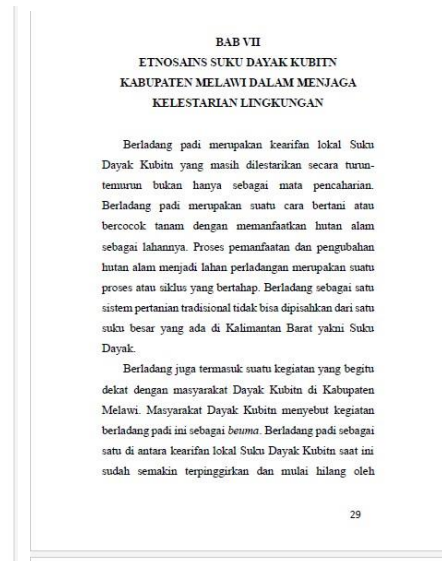 BAB VII
ETNOSAINS SUKU DAYAK KUBITN
KABUPATEN MELAWI DALAM MENJAGA
KELESTARIAN LINGKUNGAN
Berladang padi merupakan kearifan lokal Suku
Dayak Kubitn yang masih dilestarikan secara turun-
temurun bukan hanya sebagai mata pencaharian.
Berladang padi merupakan suatu cara bertani atau
bercocok tanam dengan memanfaatkan hutan alam
sebagai lahannya. Proses pemanfaatan dan pengubahan
hutan alam menjadi lahan perladangan merupakan suatu
proses atau siklus yang bertahap. Berladang sebagai satu
sistem pertanian tradisional tidak bisa dipisahkan dari satu
suku besar yang ada di Kalimantan Barat yakni Suku
Dayak.
Berladang juga termasuk suatu kegiatan yang begitu
dekat dengan masyarakat Dayak Kubitn di Kabupaten
Melawi. Masyarakat Dayak Kubitn menyebut kegiatan
berladang padi ini sebagai beuma. Berladang padi sebagai
satu di antara kearifan lokal Suku Dayak Kubitn saat ini
sudah semakin terpinggirkan dan mulai hilang oleh
29